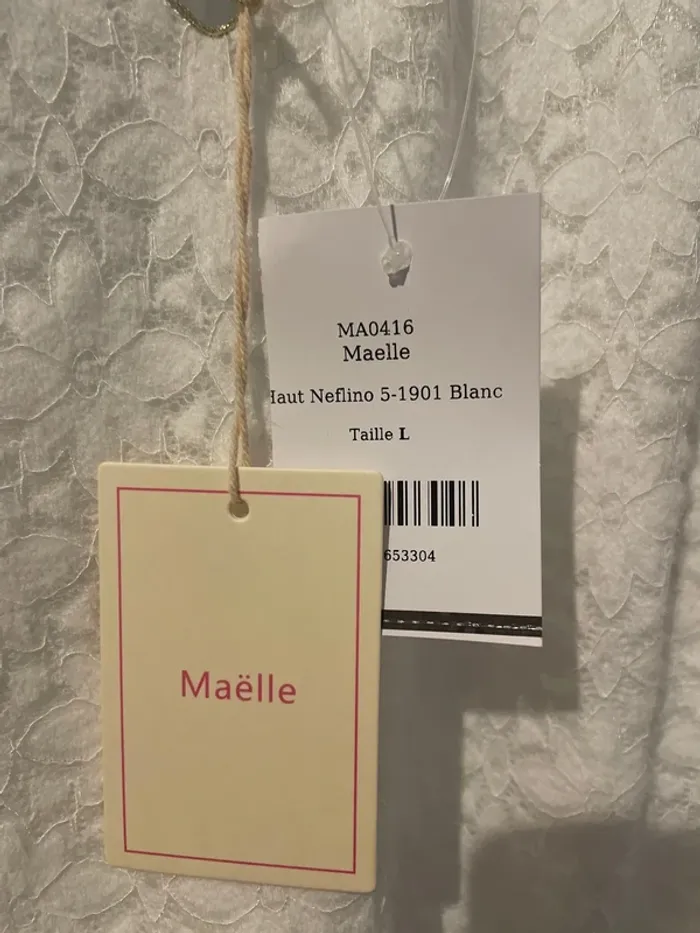 MA0416
Maelle
Haut Neflino 5-1901 Blanc
Taille L
653304
Maëlle